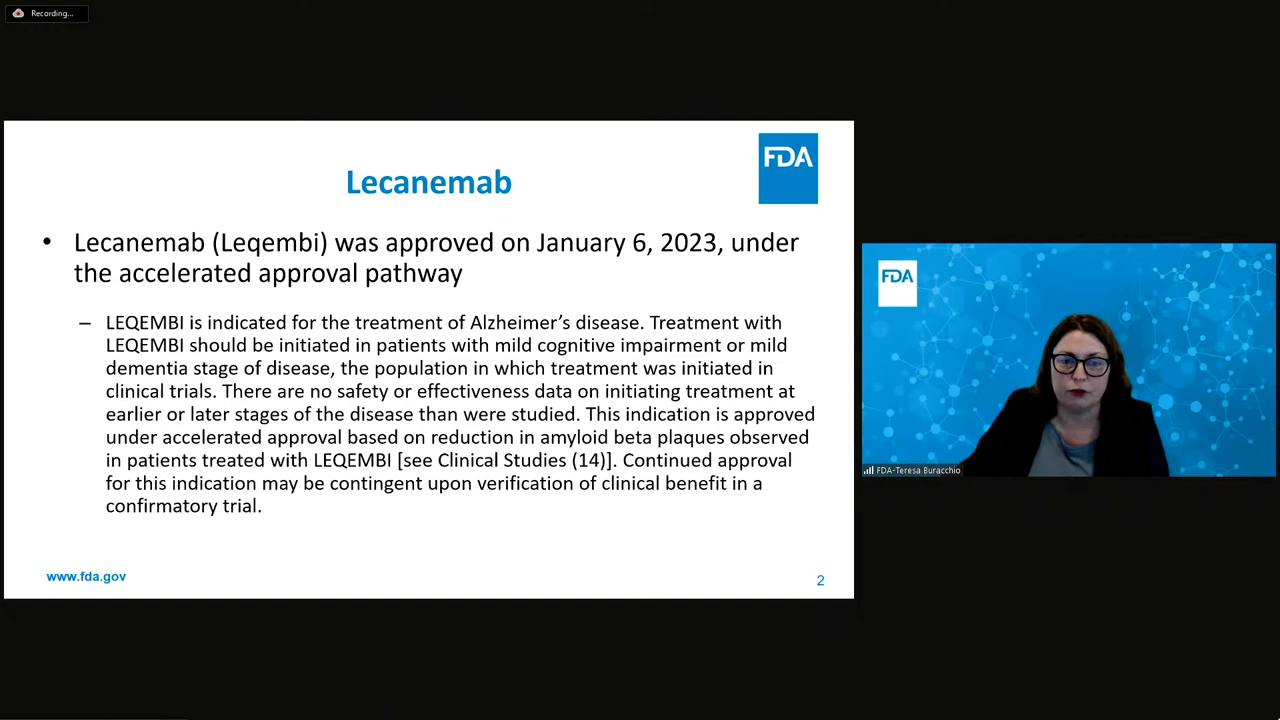 Recording...
FDA
Lecanemab
• Lecanemab (Leqembi) was approved on January 6, 2023, under
the accelerated approval pathway
– LEQEMBI is indicated for the treatment of Alzheimer’s disease. Treatment with
LEQEMBI should be initiated in patients with mild cognitive impairment or mild
dementia stage of disease, the population in which treatment was initiated in
clinical trials. There are no safety or effectiveness data on initiating treatment at
earlier or later stages of the disease than were studied. This indication is approved
under accelerated approval based on reduction in amyloid beta plaques observed
in patients treated with LEQEMBI [see Clinical Studies (14)]. Continued approval
for this indication may be contingent upon verification of clinical benefit in a
confirmatory trial.
www.fda.gov
2
FDA
FDA-Teresa Buracchio